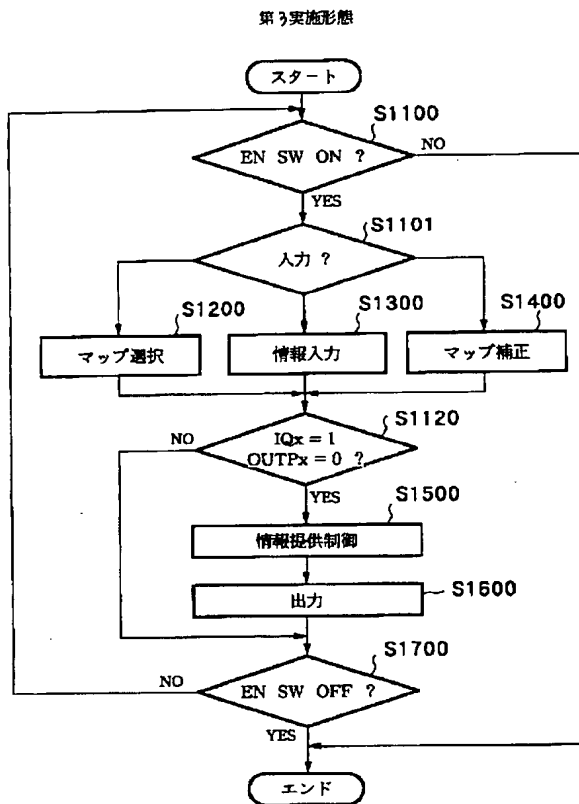 第3実施形態
スタート
S1100
EN SW ON ?
NO
YES
S1101
入力 ?
S1200
マップ選択
S1300
情報入力
S1400
マップ補正
S1120
IQx = 1
OUTPx = 0 ?
NO
YES
S1500
情報提供制御
S1600
出力
S1700
EN SW OFF ?
NO
YES
エンド